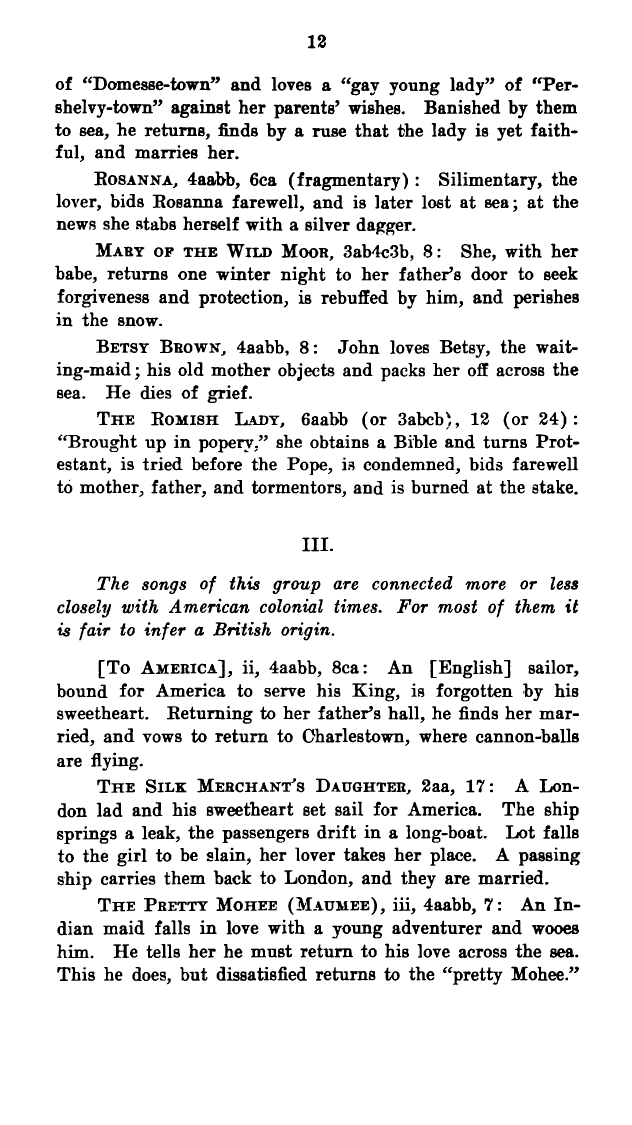 12
of “Domesse-town” and loves a “gay young lady” of “Per-
shelvy-town” against her parents’ wishes. Banished by them
to sea, he returns, finds by a ruse that the lady is yet faith-
ful, and marries her.
ROSANNA, 4aabb, 6ca (fragmentary): Silimentary, the
lover, bids Rosanna farewell, and is later lost at sea; at the
news she stabs herself with a silver dagger.
MARY OF THE WILD MOOR, 3ab4c3b, 8: She, with her
babe, returns one winter night to her father’s door to seek
forgiveness and protection, is rebuffed by him, and perishes
in the snow.
BETSY BROWN, 4aabb, 8: John loves Betsy, the wait-
ing-maid; his old mother objects and packs her off across the
sea. He dies of grief.
THE ROMISH LADY, 6aabb (or 3abcb), 12 (or 24):
“Brought up in popery,” she obtains a Bible and turns Prot-
estant, is tried before the Pope, is condemned, bids farewell
to mother, father, and tormentors, and is burned at the stake.
III.
The songs of this group are connected more or less
closely with American colonial times. For most of them it
is fair to infer a British origin.
[TO AMERICA], ii, 4aabb, 8ca: An [English] sailor,
bound for America to serve his King, is forgotten by his
sweetheart. Returning to her father’s hall, he finds her mar-
ried, and vows to return to Charlestown, where cannon-balls
are flying.
THE SILK MERCHANT’S DAUGHTER, 2aa, 17: A Lon-
don lad and his sweetheart set sail for America. The ship
springs a leak, the passengers drift in a long-boat. Lot falls
to the girl to be slain, her lover takes her place. A passing
ship carries them back to London, and they are married.
THE PRETTY MOHEE (MAUMEE), iii, 4aabb, 7: An In-
dian maid falls in love with a young adventurer and wooes
him. He tells her he must return to his love across the sea.
This he does, but dissatisfied returns to the “pretty Mohee.”